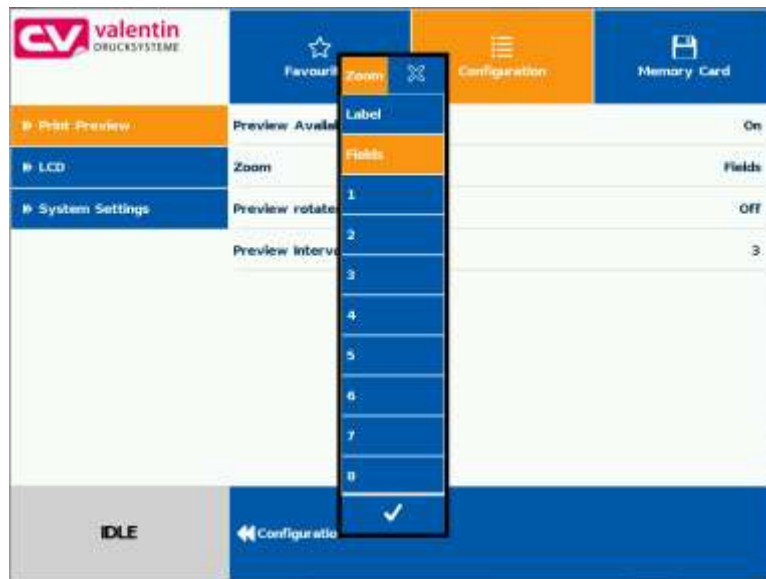 CV valentin
DRUCKSYSTEME
Favourit
Zoom
Configuration
Memory Card
Print Preview
LCD
System Settings
Preview Availa
On
Zoom
Fields
Preview rotate
Off
Preview Interv
3
Label
Fields
1
2
3
4
5
6
7
8
IDLE
Configuratio